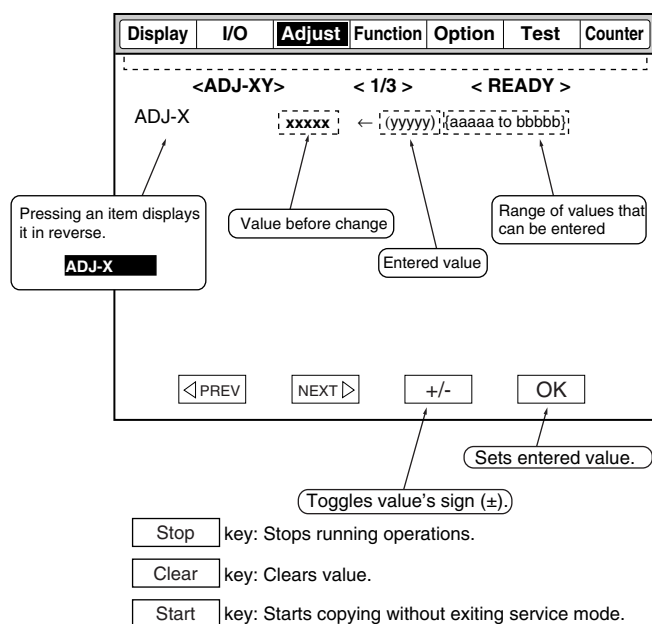 Display I/O Adjust Function Option Test Counter
<ADJ-XY> < 1/3 > < READY >
ADJ-X xxxxx ← (yyyyy) {aaaaa to bbbbb}
Pressing an item displays
it in reverse.
ADJ-X
Value before change
Entered value
Range of values that
can be entered
PREV NEXT +/- OK
Sets entered value.
Toggles value's sign (±).
Stop key: Stops running operations.
Clear key: Clears value.
Start key: Starts copying without exiting service mode.